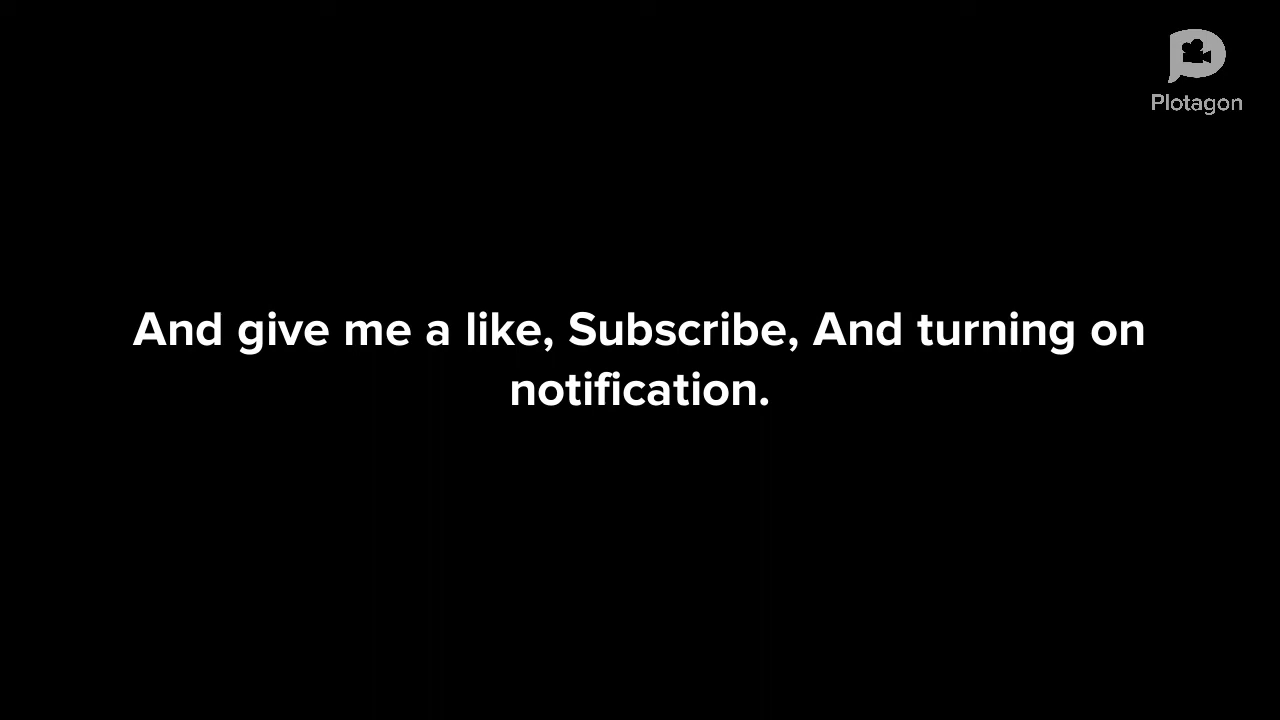 Plotagon
And give me a like, Subscribe, And turning on
notification.